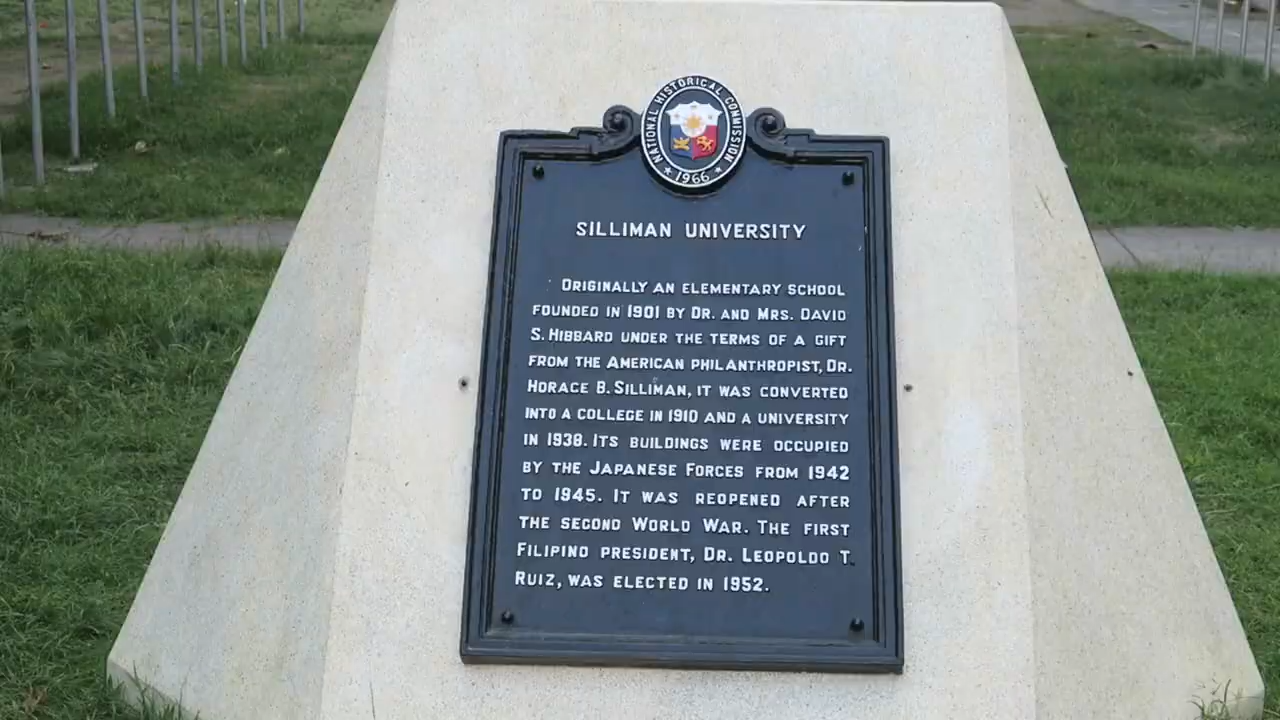 NATIONAL HISTORICAL COMMISSION
★ 1966 ★
SILLIMAN UNIVERSITY
ORIGINALLY AN ELEMENTARY SCHOOL
FOUNDED IN 1901 BY DR. AND MRS. DAVID
S. HIBBARD UNDER THE TERMS OF A GIFT
FROM THE AMERICAN PHILANTHROPIST, DR.
HORACE B. SILLIMAN, IT WAS CONVERTED
INTO A COLLEGE IN 1910 AND A UNIVERSITY
IN 1938. ITS BUILDINGS WERE OCCUPIED
BY THE JAPANESE FORCES FROM 1942
TO 1945. IT WAS REOPENED AFTER
THE SECOND WORLD WAR. THE FIRST
FILIPINO PRESIDENT, DR. LEOPOLDO T.
RUIZ, WAS ELECTED IN 1952.